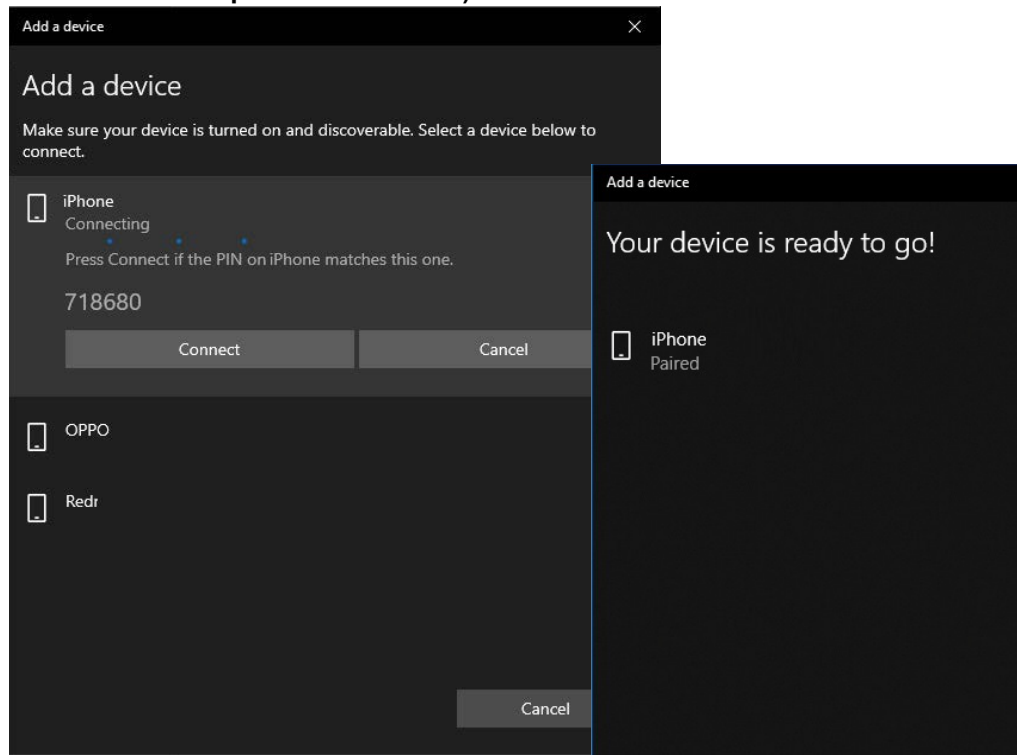 Add a device
Add a device
Make sure your device is turned on and discoverable. Select a device below to
connect.
iPhone
Connecting
Press Connect if the PIN on iPhone matches this one.
718680
Connect
Cancel
OPPO
Redr
Cancel
Add a device
Your device is ready to go!
iPhone
Paired